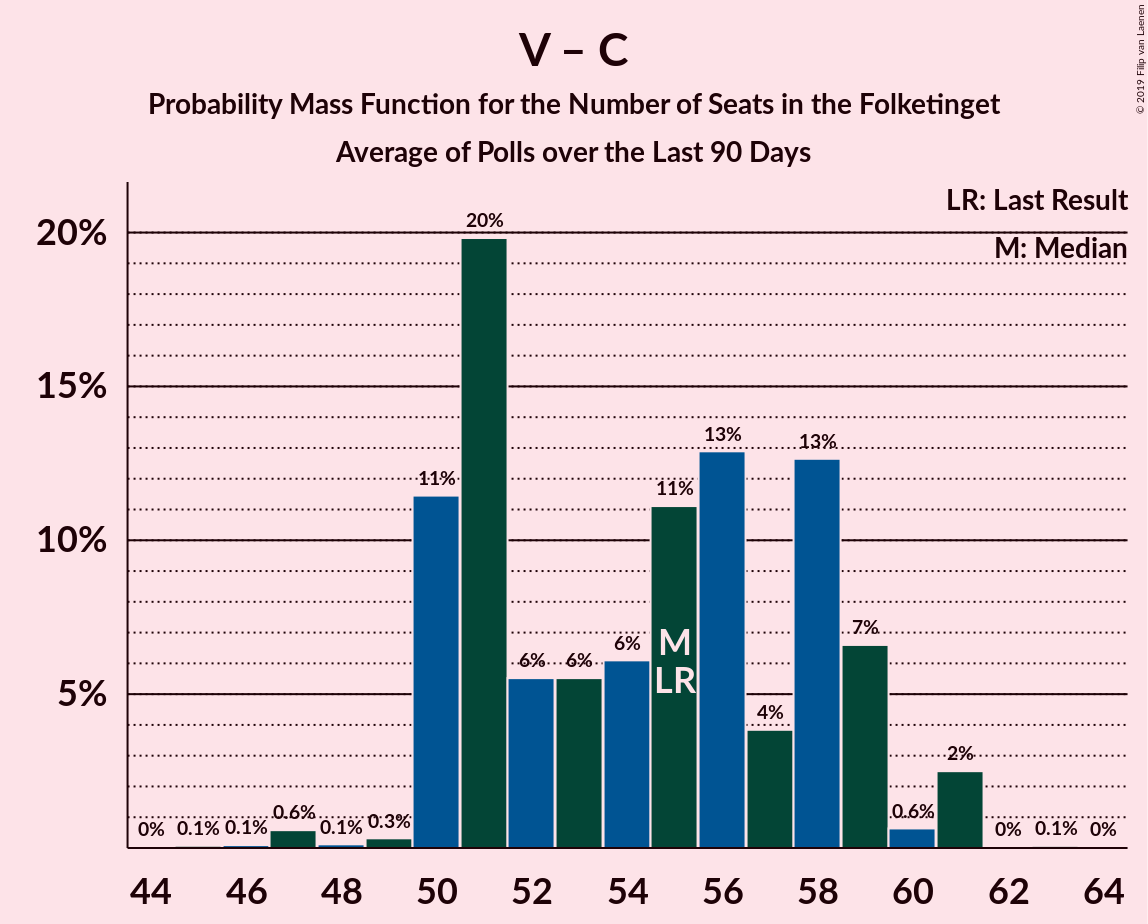 V – C
Probability Mass Function for the Number of Seats in the Folketinget
Average of Polls over the Last 90 Days
© 2019 Filip van Laenen
LR: Last Result
M: Median
20%
15%
10%
5%
0%
0.1%
0.1%
0.6%
0.1%
0.3%
11%
20%
6%
6%
6%
11%
13%
4%
13%
7%
0.6%
2%
0%
0.1%
0%
M
LR
44 46 48 50 52 54 56 58 60 62 64